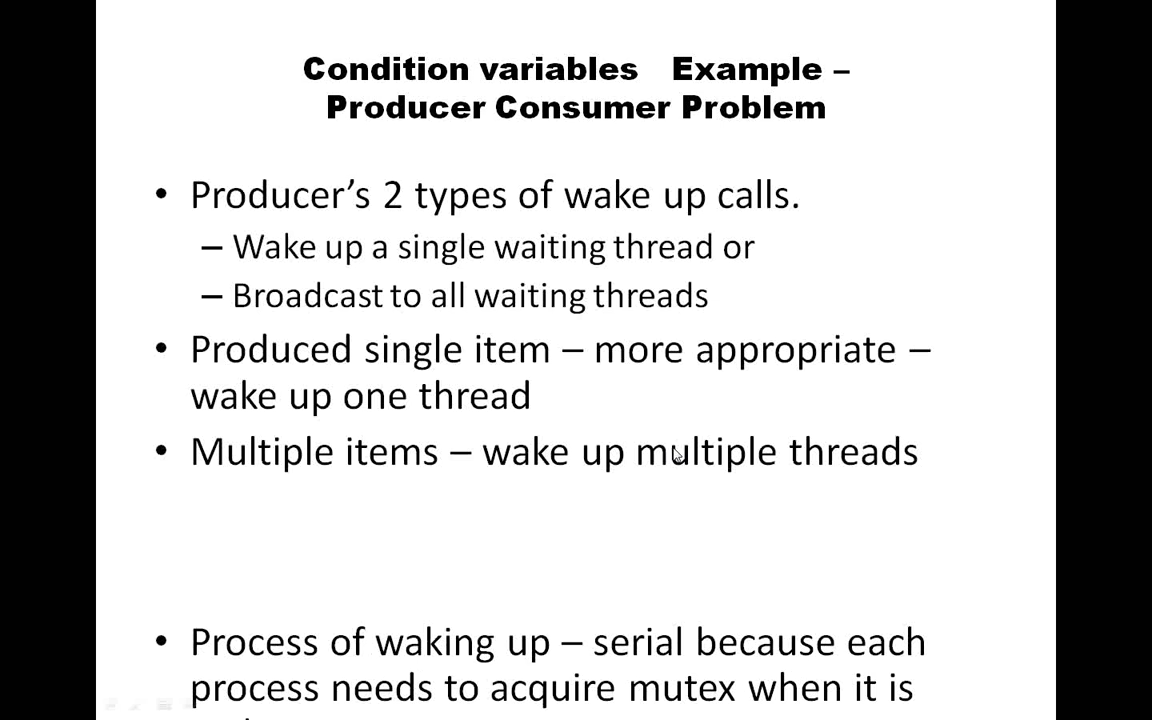 Condition variables Example –
Producer Consumer Problem
• Producer’s 2 types of wake up calls.
– Wake up a single waiting thread or
– Broadcast to all waiting threads
• Produced single item – more appropriate –
wake up one thread
• Multiple items – wake up multiple threads
• Process of waking up – serial because each
process needs to acquire mutex when it is